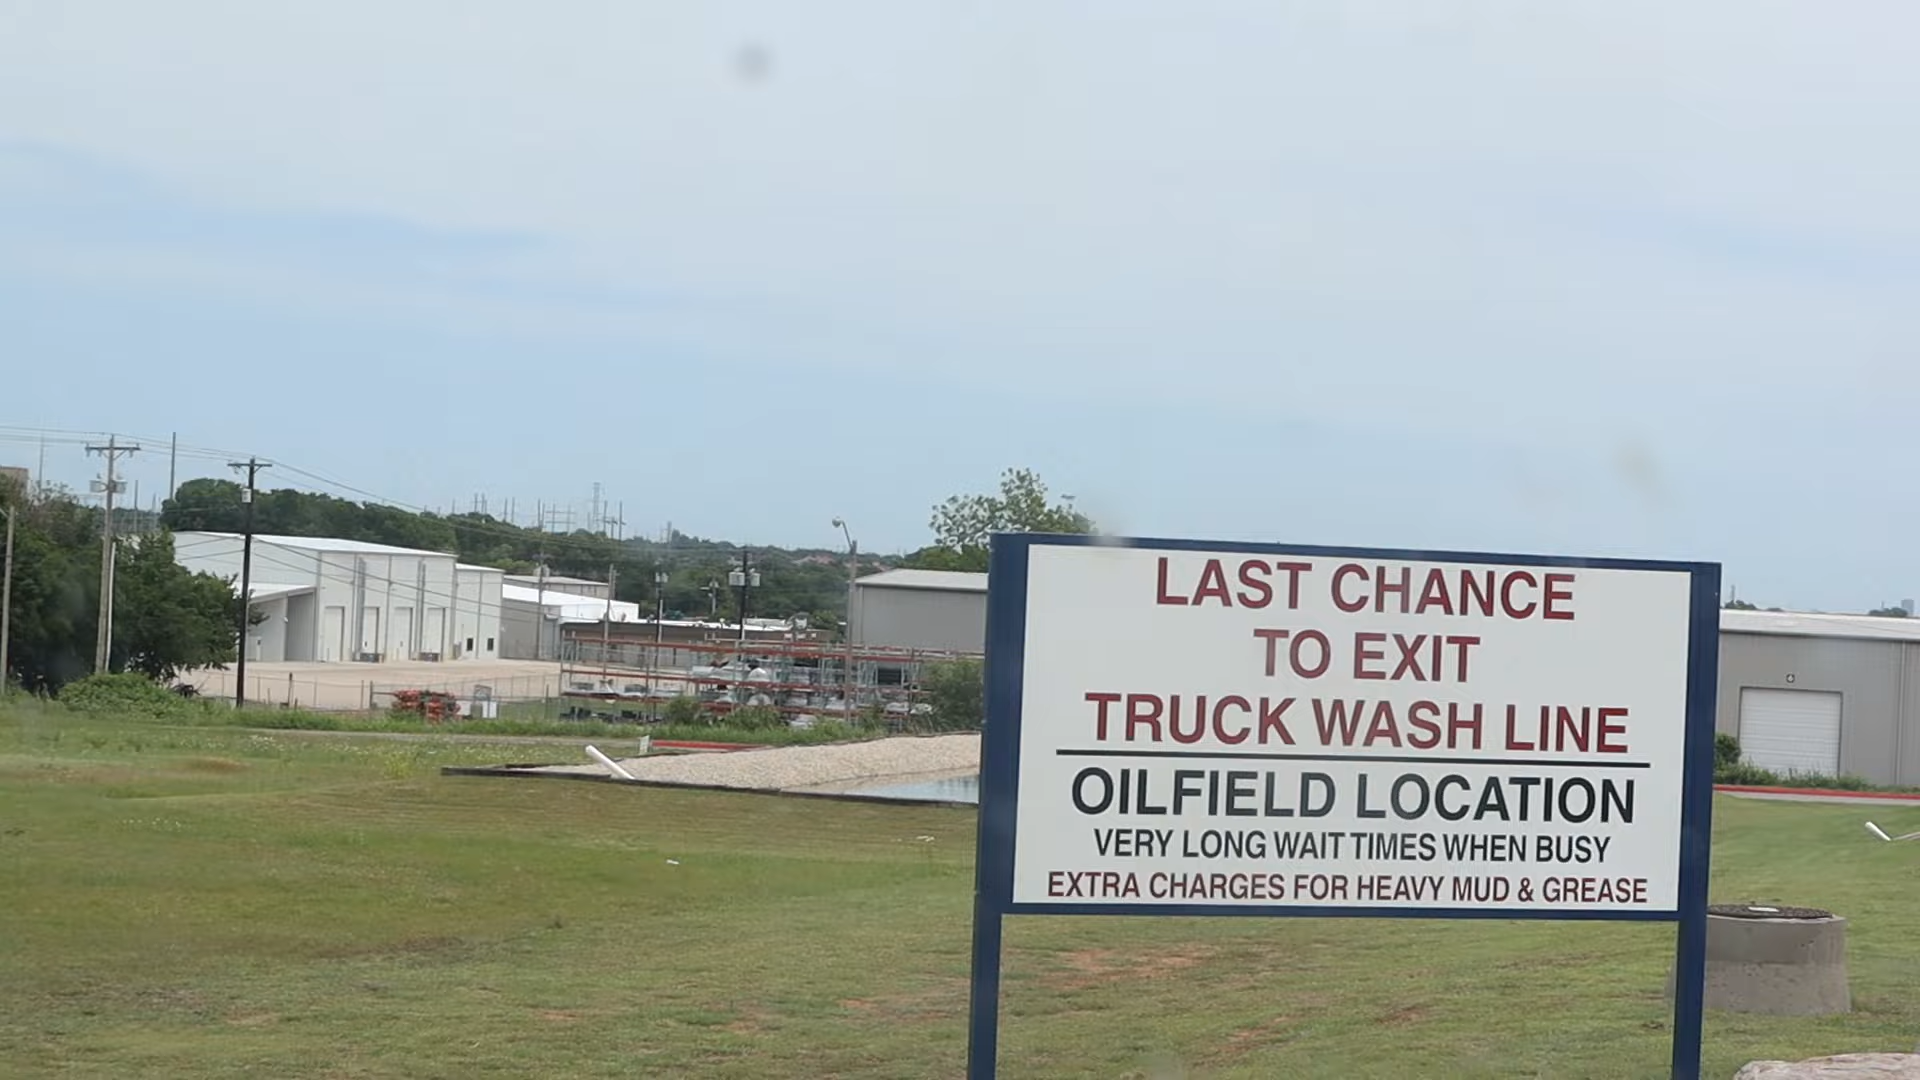 LAST CHANCE
TO EXIT
TRUCK WASH LINE
OILFIELD LOCATION
VERY LONG WAIT TIMES WHEN BUSY
EXTRA CHARGES FOR HEAVY MUD & GREASE